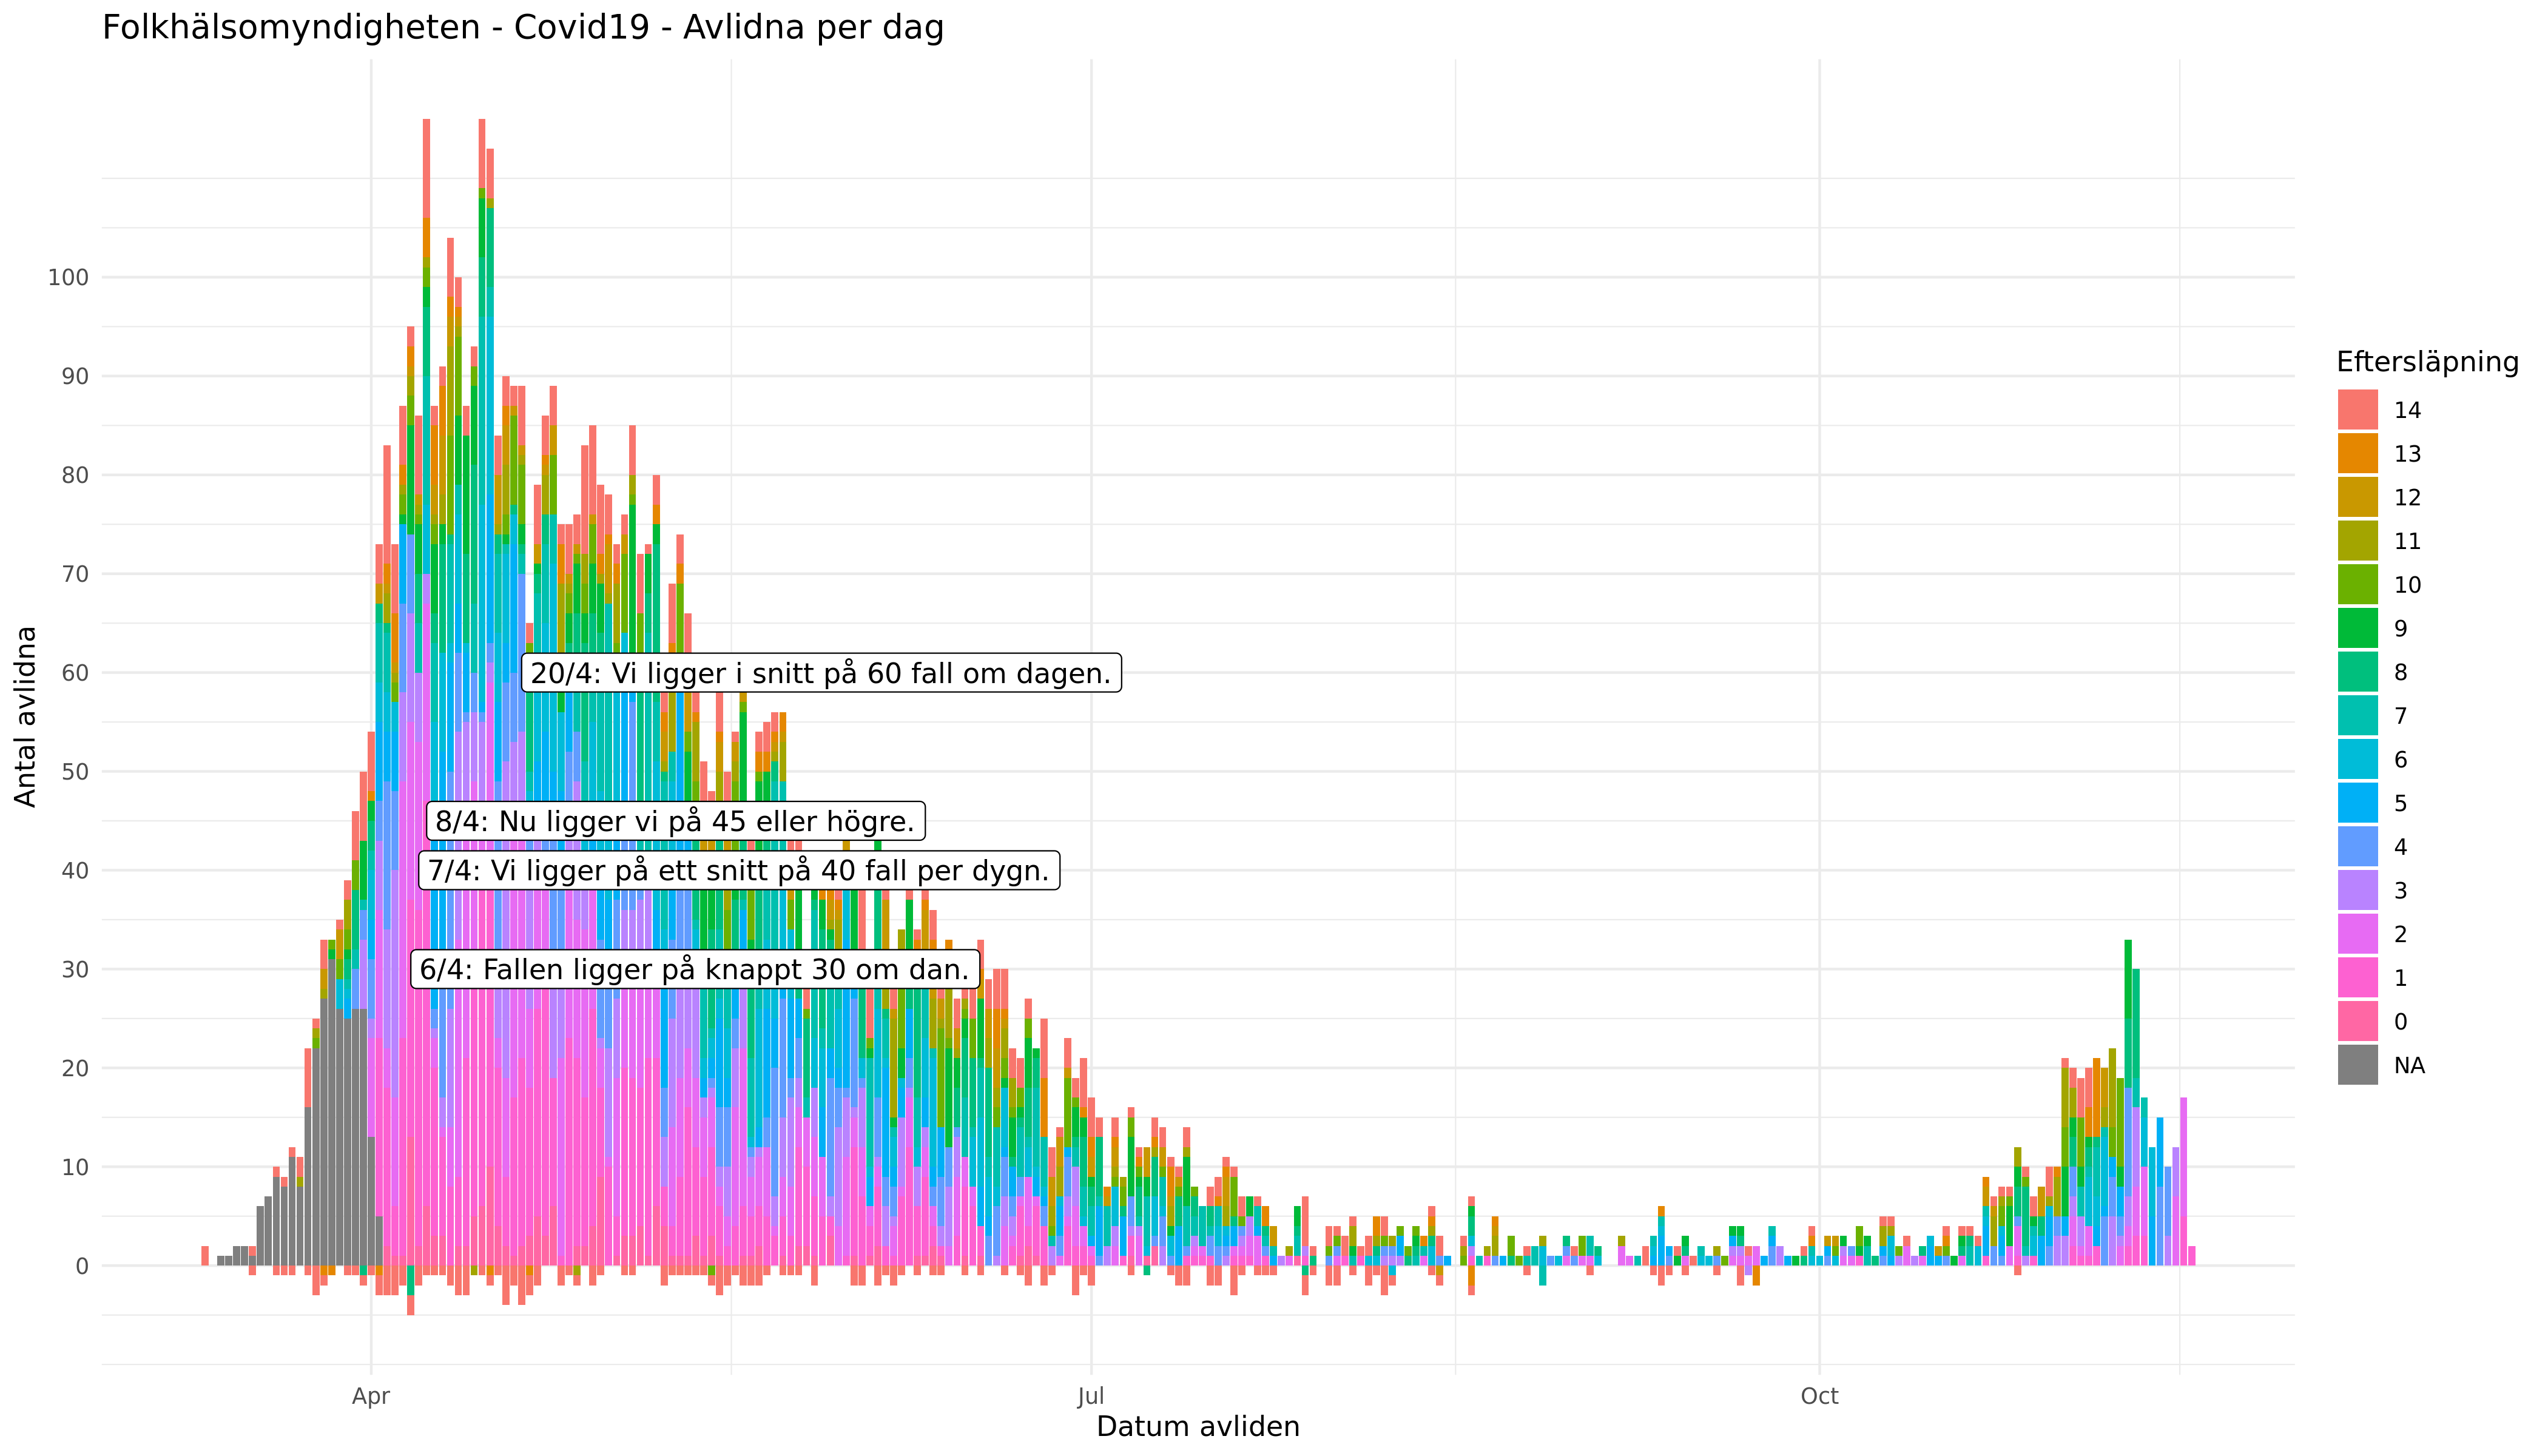 Folkhälsomyndigheten - Covid19 - Avlidna per dag
Antal avlidna
100
90
80
70
60
50
40
30
20
10
0
20/4: Vi ligger i snitt på 60 fall om dagen.
8/4: Nu ligger vi på 45 eller högre.
7/4: Vi ligger på ett snitt på 40 fall per dygn.
6/4: Fallen ligger på knappt 30 om dan.
Apr
Jul
Oct
Datum avliden
Eftersläpning
14
13
12
11
10
9
8
7
6
5
4
3
2
1
0
NA